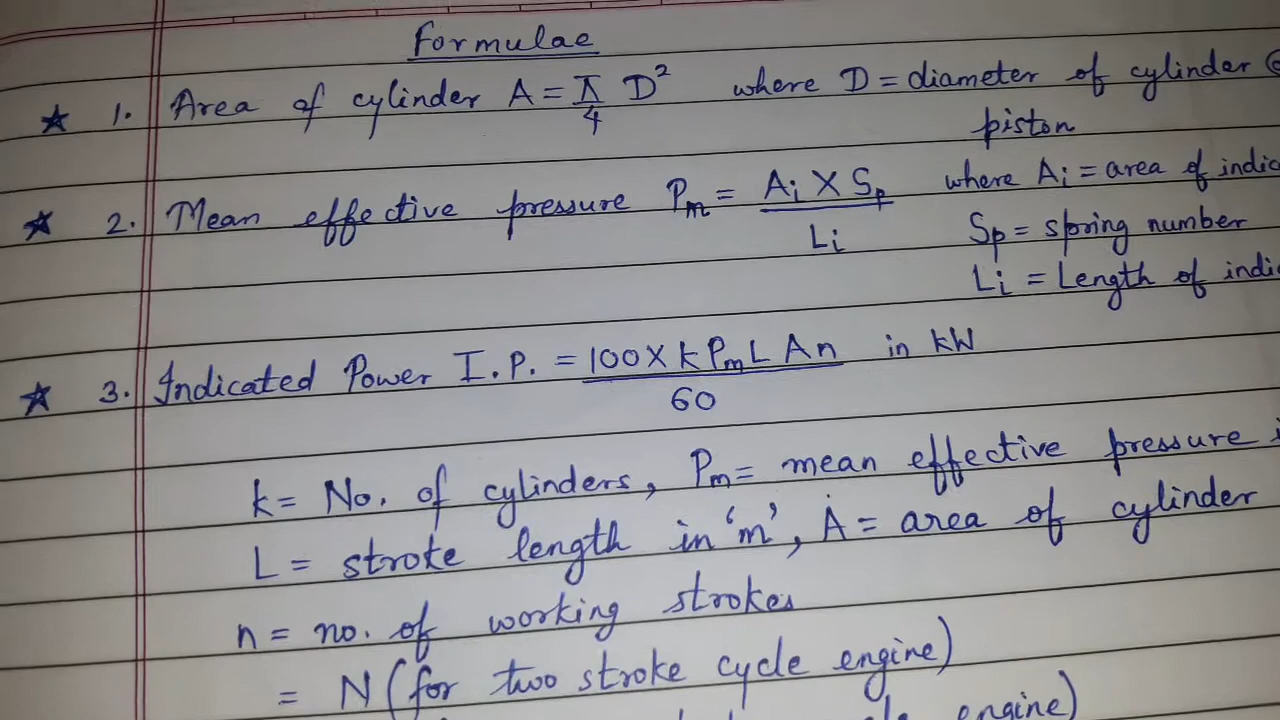 Formulae
★ 1. Area of cylinder A = π/4 D² where D = diameter of cylinder
piston
★ 2. Mean effective pressure Pm = Ai X Sp / Li where Ai = area of
Sp = spring number
Li = Length of
★ 3. Indicated Power I.P. = 100 X k Pm L A n / 60 in kW
k = No. of cylinders, Pm = mean effective pressure
L = stroke length in 'm', A = area of cylinder
n = no. of working strokes
= N (for two stroke cycle engine)
engine)